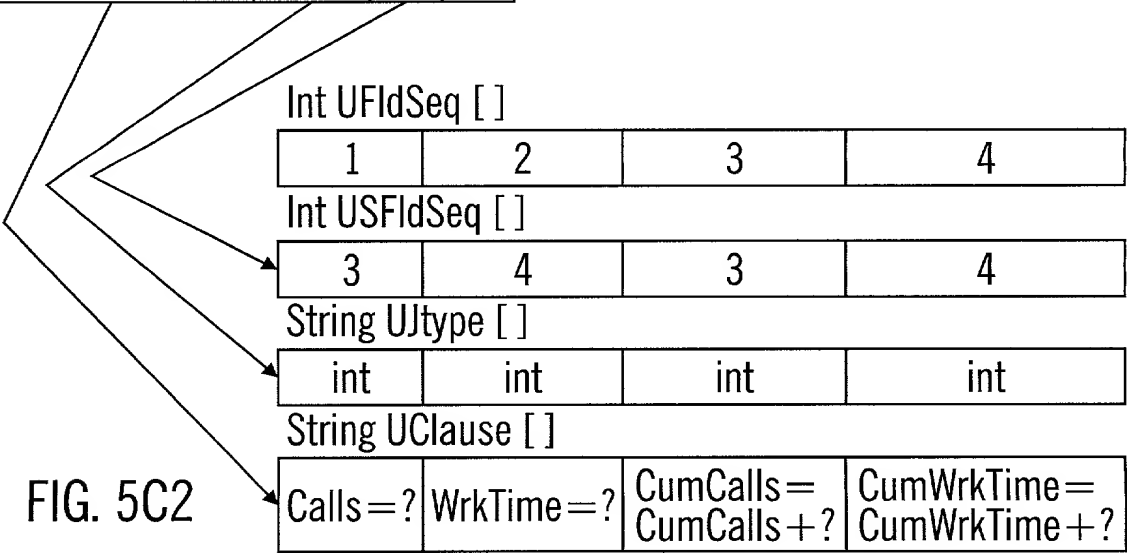 Int UFldSeq [ ]
1 2 3 4
Int USFldSeq [ ]
3 4 3 4
String UJtype [ ]
int int int int
String UClause [ ]
Calls=? WrkTime=? CumCalls= CumWrkTime=
CumCalls+? CumWrkTime+?
FIG. 5C2